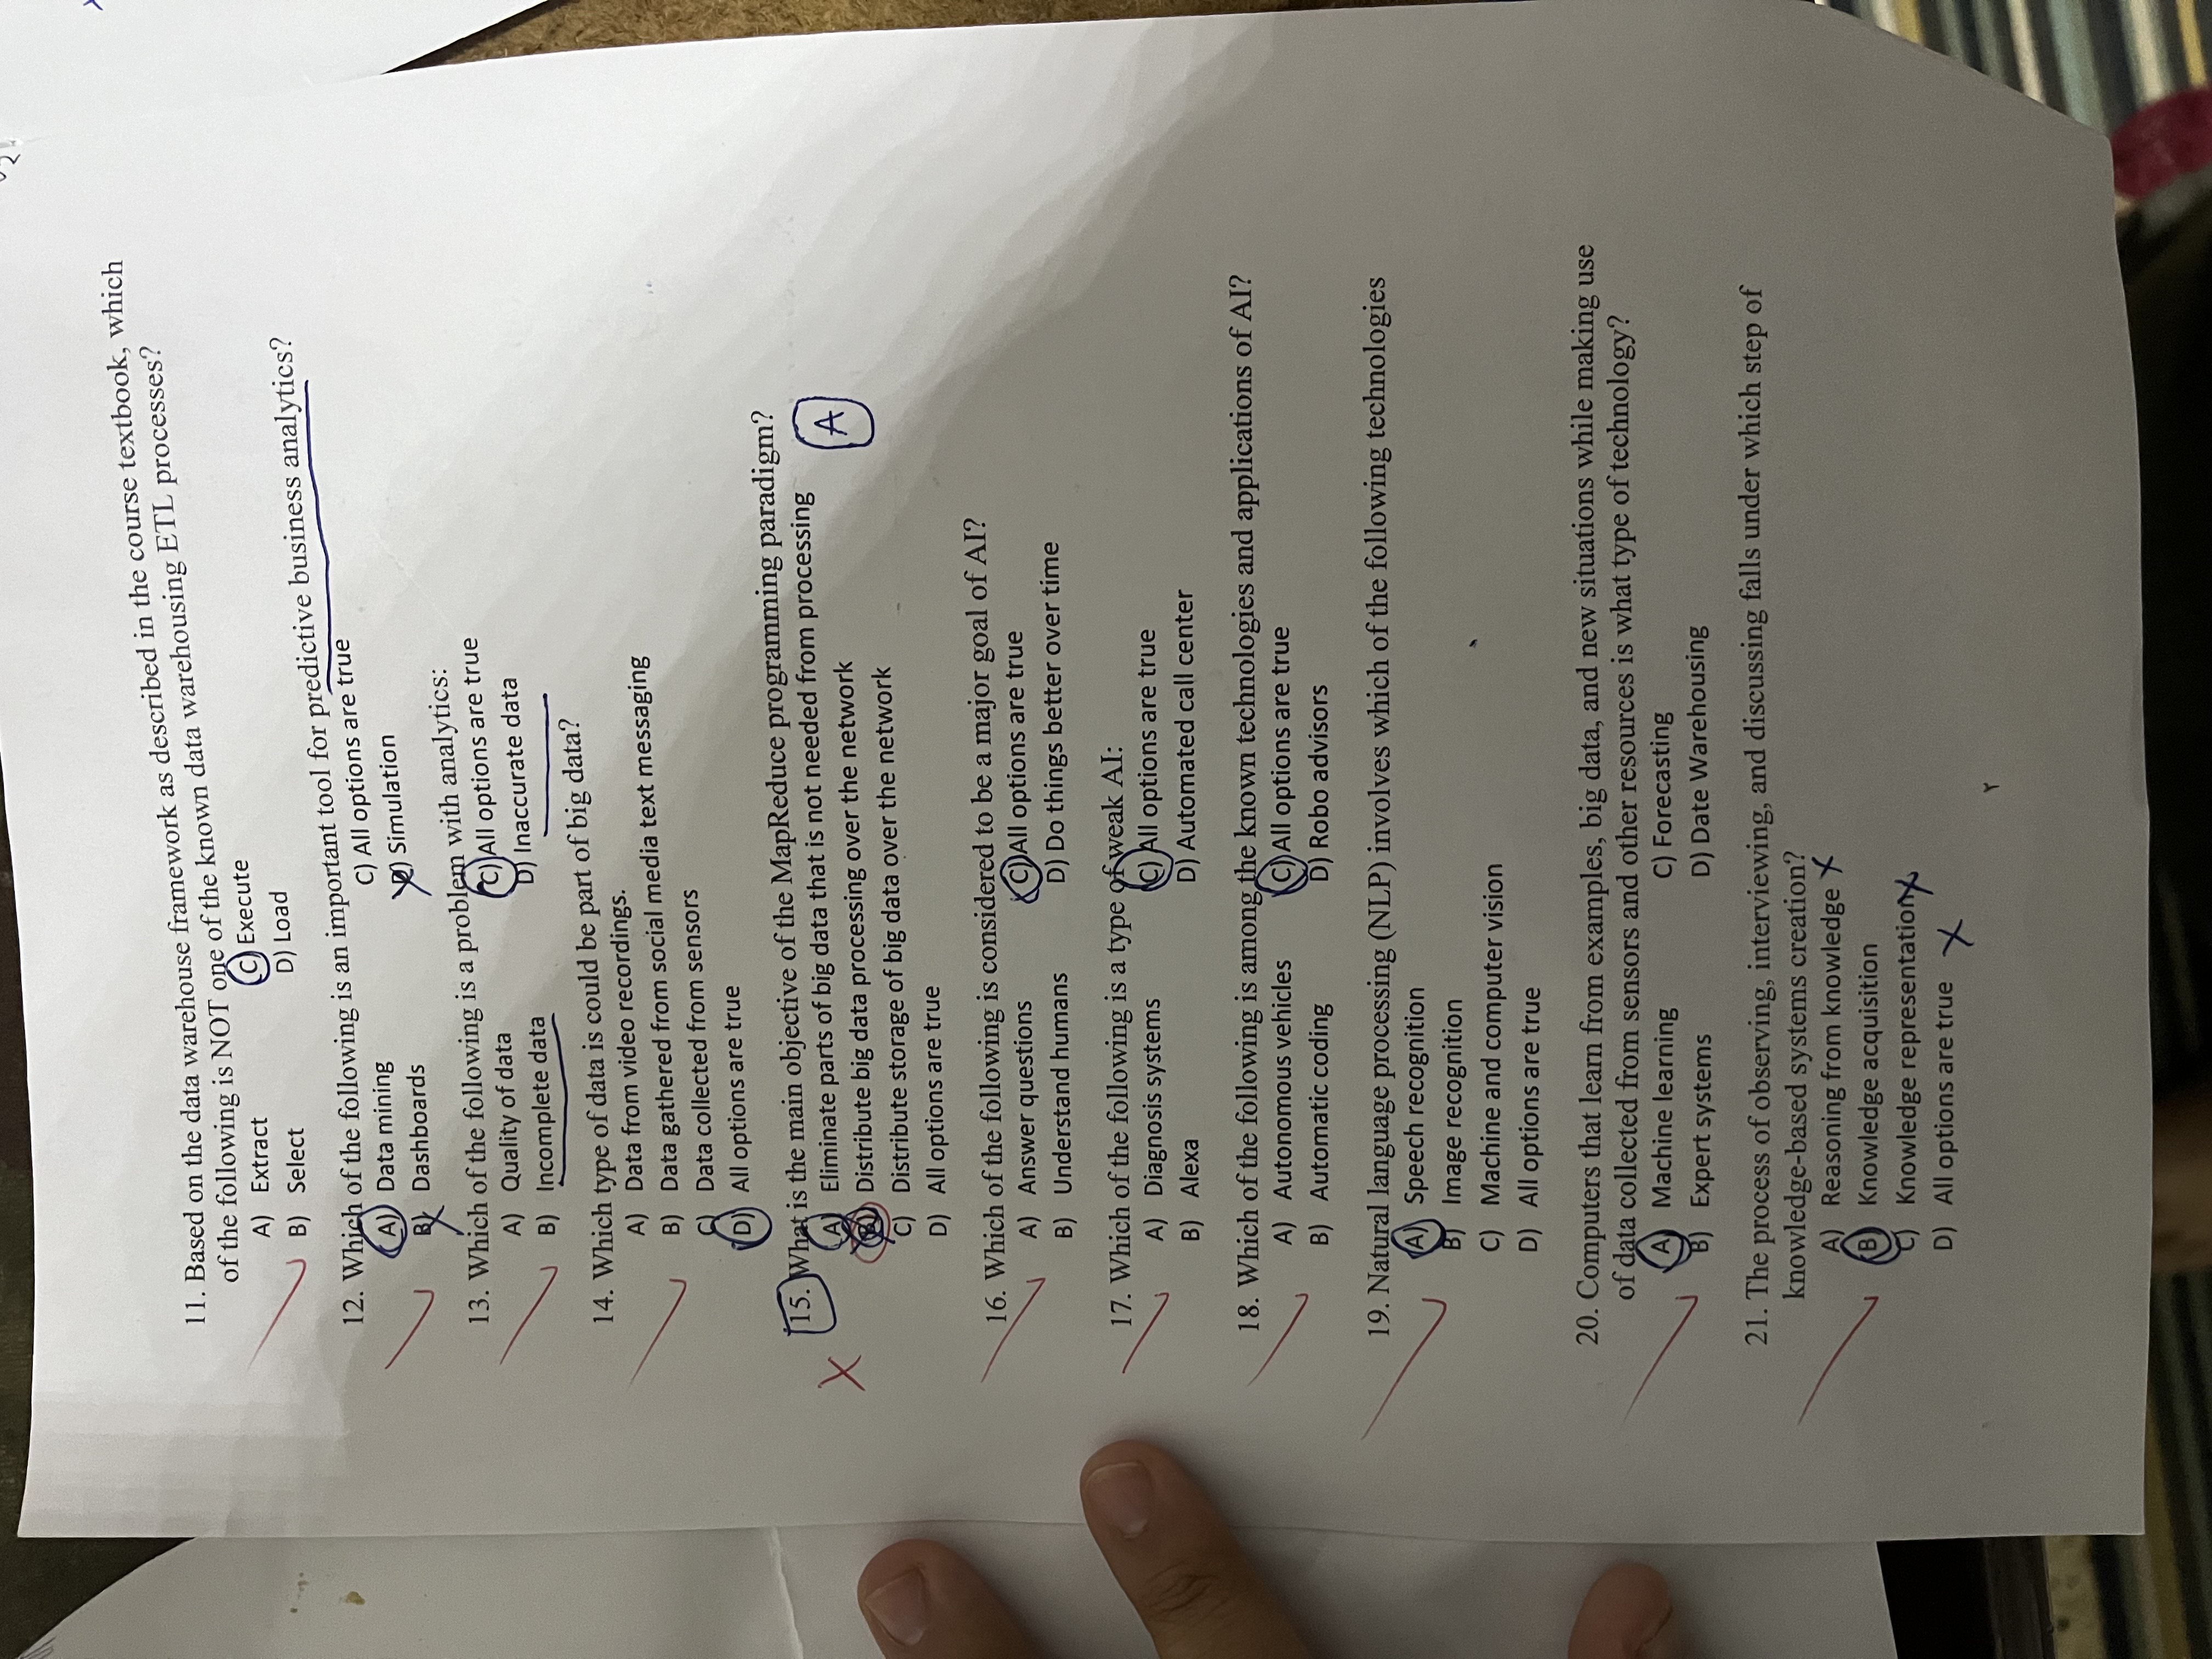 11. Based on the data warehouse framework as described in the course textbook, which
of the following is NOT one of the known data warehousing ETL processes?
A) Extract C) Execute
B) Select D) Load
12. Which of the following is an important tool for predictive business analytics?
A) Data mining C) All options are true
B) Dashboards D) Simulation
13. Which of the following is a problem with analytics:
A) Quality of data C) All options are true
B) Incomplete data D) Inaccurate data
14. Which type of data is could be part of big data?
A) Data from video recordings.
B) Data gathered from social media text messaging
C) Data collected from sensors
D) All options are true
15. What is the main objective of the MapReduce programming paradigm?
A) Eliminate parts of big data that is not needed from processing
A
B) Distribute big data processing over the network
C) Distribute storage of big data over the network
D) All options are true
16. Which of the following is considered to be a major goal of AI?
A) Answer questions C) All options are true
B) Understand humans D) Do things better over time
17. Which of the following is a type of weak AI:
A) Diagnosis systems C) All options are true
B) Alexa D) Automated call center
18. Which of the following is among the known technologies and applications of AI?
A) Autonomous vehicles C) All options are true
B) Automatic coding D) Robo advisors
19. Natural language processing (NLP) involves which of the following technologies
A) Speech recognition
B) Image recognition
C) Machine and computer vision
D) All options are true
20. Computers that learn from examples, big data, and new situations while making use
of data collected from sensors and other resources is what type of technology?
A) Machine learning C) Forecasting
B) Expert systems D) Date Warehousing
21. The process of observing, interviewing, and discussing falls under which step of
knowledge-based systems creation?
A) Reasoning from knowledge
B) Knowledge acquisition
C) Knowledge representation
D) All options are true
٢